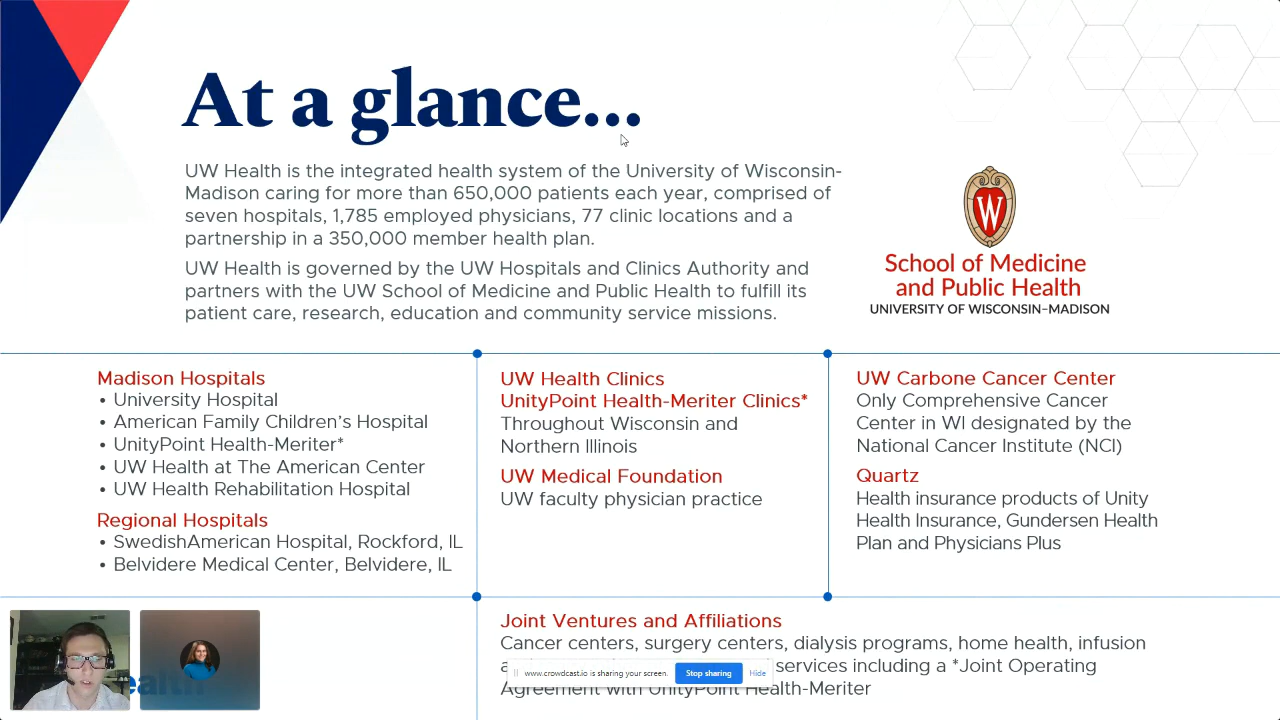 At a glance...
UW Health is the integrated health system of the University of Wisconsin-
Madison caring for more than 650,000 patients each year, comprised of
seven hospitals, 1,785 employed physicians, 77 clinic locations and a
partnership in a 350,000 member health plan.
UW Health is governed by the UW Hospitals and Clinics Authority and
partners with the UW School of Medicine and Public Health to fulfill its
patient care, research, education and community service missions.
W
School of Medicine
and Public Health
UNIVERSITY OF WISCONSIN–MADISON
Madison Hospitals
• University Hospital
• American Family Children's Hospital
• UnityPoint Health-Meriter*
• UW Health at The American Center
• UW Health Rehabilitation Hospital
Regional Hospitals
• SwedishAmerican Hospital, Rockford, IL
• Belvidere Medical Center, Belvidere, IL
UW Health Clinics
UnityPoint Health-Meriter Clinics*
Throughout Wisconsin and
Northern Illinois
UW Medical Foundation
UW faculty physician practice
UW Carbone Cancer Center
Only Comprehensive Cancer
Center in WI designated by the
National Cancer Institute (NCI)
Quartz
Health insurance products of Unity
Health Insurance, Gundersen Health
Plan and Physicians Plus
Joint Ventures and Affiliations
Cancer centers, surgery centers, dialysis programs, home health, infusion
services including a *Joint Operating
Agreement with UnityPoint Health-Meriter
www.crowdcast.io is sharing your screen.
Stop sharing
Hide